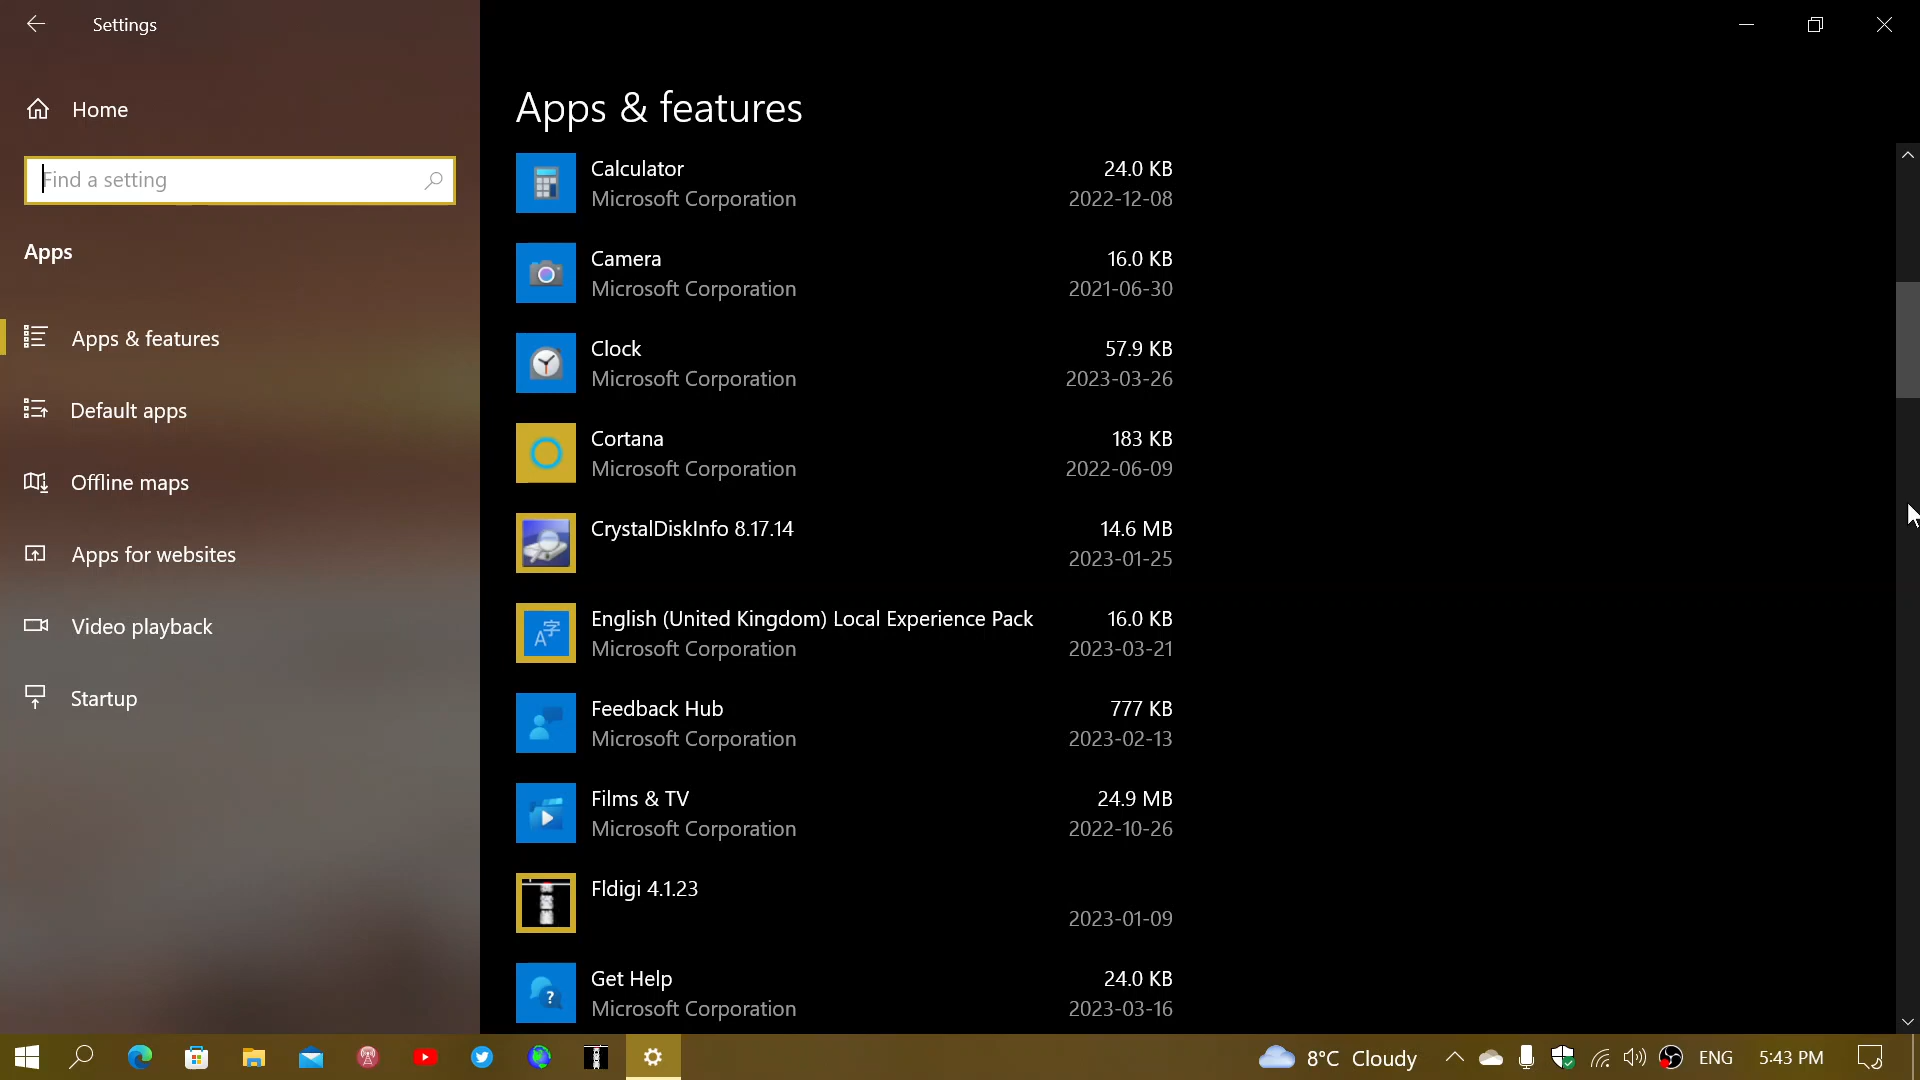 Settings
Home
Find a setting
Apps
Apps & features
Default apps
Offline maps
Apps for websites
Video playback
Startup
Apps & features
Calculator 24.0 KB
Microsoft Corporation 2022-12-08
Camera 16.0 KB
Microsoft Corporation 2021-06-30
Clock 57.9 KB
Microsoft Corporation 2023-03-26
Cortana 183 KB
Microsoft Corporation 2022-06-09
CrystalDiskInfo 8.17.14 14.6 MB
2023-01-25
English (United Kingdom) Local Experience Pack 16.0 KB
Microsoft Corporation 2023-03-21
Feedback Hub 777 KB
Microsoft Corporation 2023-02-13
Films & TV 24.9 MB
Microsoft Corporation 2022-10-26
Fldigi 4.1.23
2023-01-09
Get Help 24.0 KB
Microsoft Corporation 2023-03-16
8°C Cloudy ENG 5:43 PM